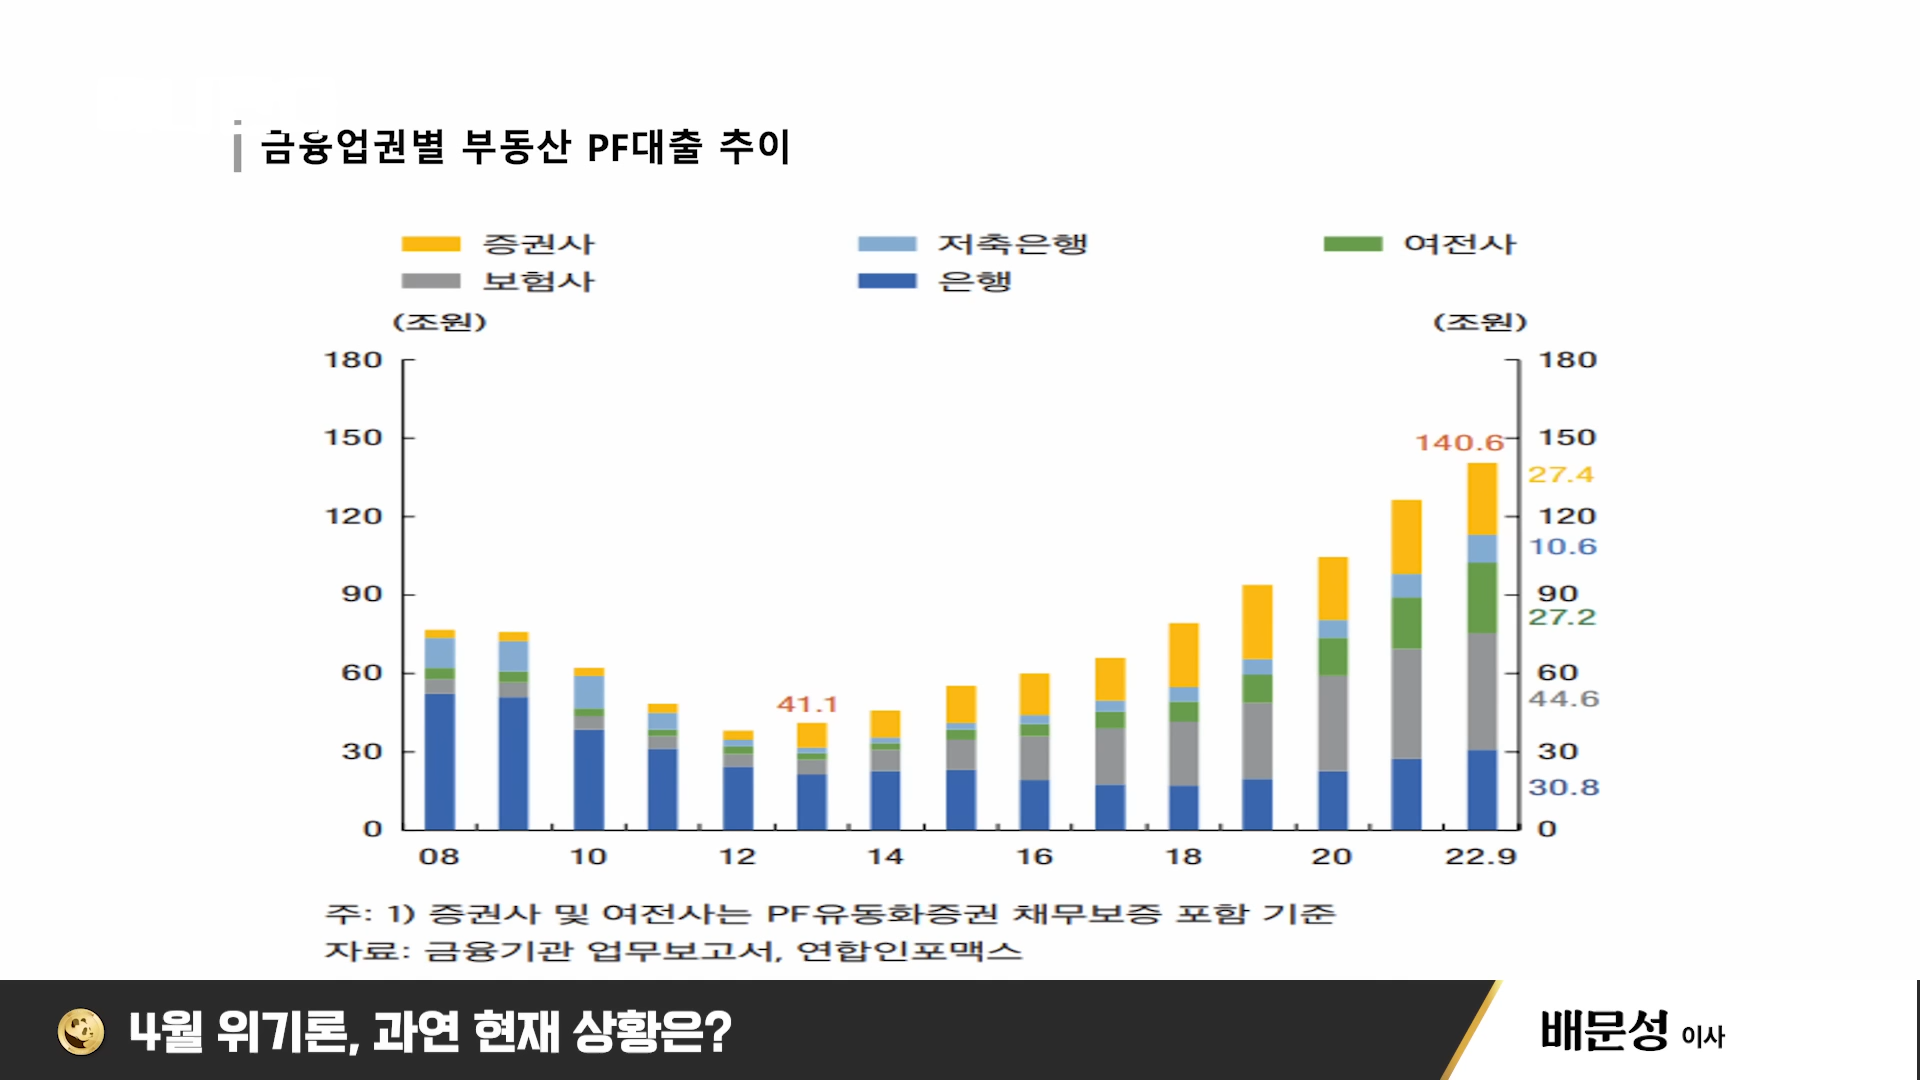 금융업권별 부동산 PF대출 추이
증권사 저축은행 여전사
보험사 은행
(조원) (조원)
180 180
150 140.6 150
27.4
120 120
10.6
90 90
27.2
60 60
41.1 44.6
30 30
30.8
0 0
08 10 12 14 16 18 20 22.9
주: 1) 증권사 및 여전사는 PF유동화증권 채무보증 포함 기준
자료: 금융기관 업무보고서, 연합인포맥스
4월 위기론, 과연 현재 상황은?
배문성 이사